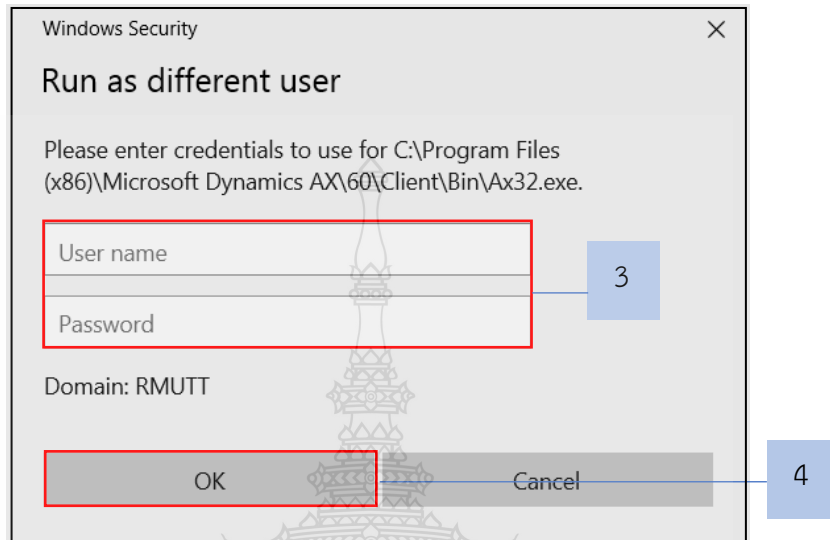 Windows Security
Run as different user
Please enter credentials to use for C:\Program Files
(x86)\Microsoft Dynamics AX\60\Client\Bin\Ax32.exe.
User name
3
Password
Domain: RMUTT
OK
Cancel
4